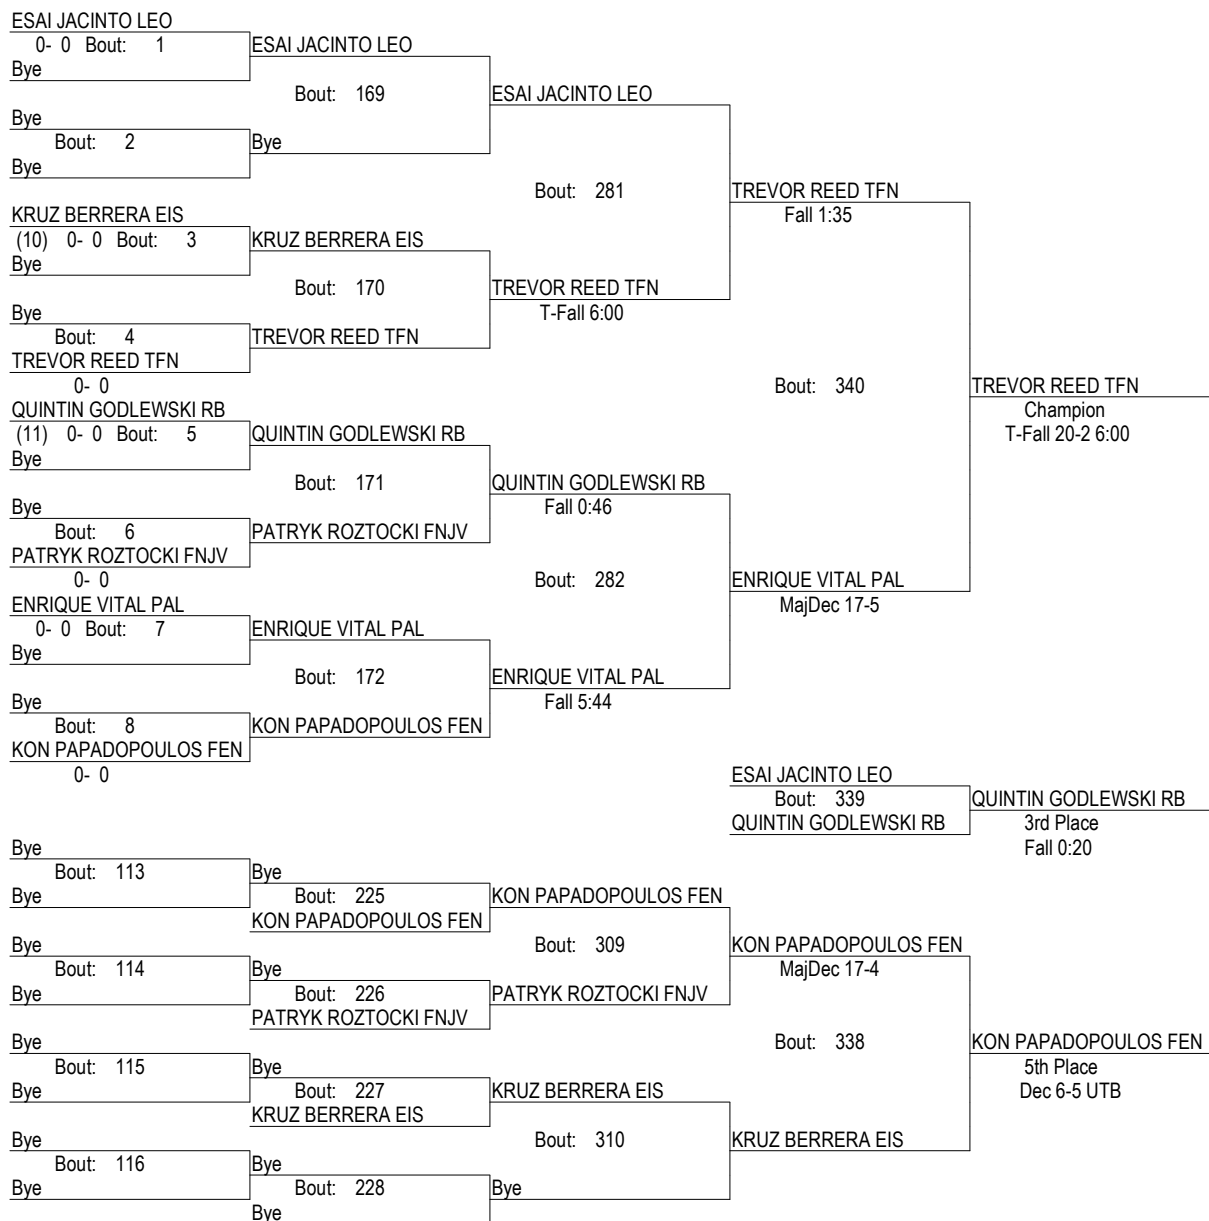 ESAI JACINTO LEO
0- 0 Bout: 1
ESAI JACINTO LEO
Bye
Bout: 169
ESAI JACINTO LEO
Bye
Bout: 2
Bye
Bye
Bout: 281
TREVOR REED TFN
Fall 1:35
KRUZ BERRERA EIS
(10) 0- 0 Bout: 3
KRUZ BERRERA EIS
Bye
Bout: 170
TREVOR REED TFN
T-Fall 6:00
Bye
Bout: 4
TREVOR REED TFN
TREVOR REED TFN
0- 0
Bout: 340
TREVOR REED TFN
Champion
T-Fall 20-2 6:00
QUINTIN GODLEWSKI RB
(11) 0- 0 Bout: 5
QUINTIN GODLEWSKI RB
Bye
Bout: 171
QUINTIN GODLEWSKI RB
Fall 0:46
Bye
Bout: 6
PATRYK ROZTOCKI FNJV
PATRYK ROZTOCKI FNJV
0- 0
Bout: 282
ENRIQUE VITAL PAL
MajDec 17-5
ENRIQUE VITAL PAL
0- 0 Bout: 7
ENRIQUE VITAL PAL
Bye
Bout: 172
ENRIQUE VITAL PAL
Fall 5:44
Bye
Bout: 8
KON PAPADOPOULOS FEN
KON PAPADOPOULOS FEN
0- 0
ESAI JACINTO LEO
Bout: 339
QUINTIN GODLEWSKI RB
QUINTIN GODLEWSKI RB
3rd Place
Fall 0:20
Bye
Bout: 113
Bye
Bye
Bout: 225
KON PAPADOPOULOS FEN
KON PAPADOPOULOS FEN
Bye
Bout: 309
KON PAPADOPOULOS FEN
MajDec 17-4
Bout: 114
Bye
Bye
Bout: 226
PATRYK ROZTOCKI FNJV
PATRYK ROZTOCKI FNJV
Bye
Bout: 338
KON PAPADOPOULOS FEN
5th Place
Dec 6-5 UTB
Bout: 115
Bye
Bye
Bout: 227
KRUZ BERRERA EIS
KRUZ BERRERA EIS
Bye
Bout: 310
KRUZ BERRERA EIS
Bout: 116
Bye
Bye
Bout: 228
Bye
Bye